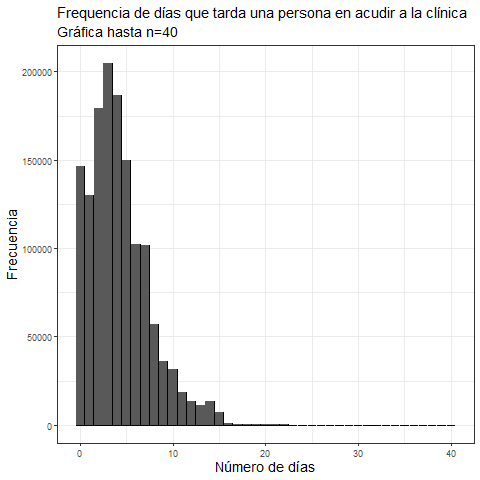 Frequencia de días que tarda una persona en acudir a la clínica
Gráfica hasta n=40
200000
150000
100000
50000
0
Frecuencia
0 10 20 30 40
Número de días